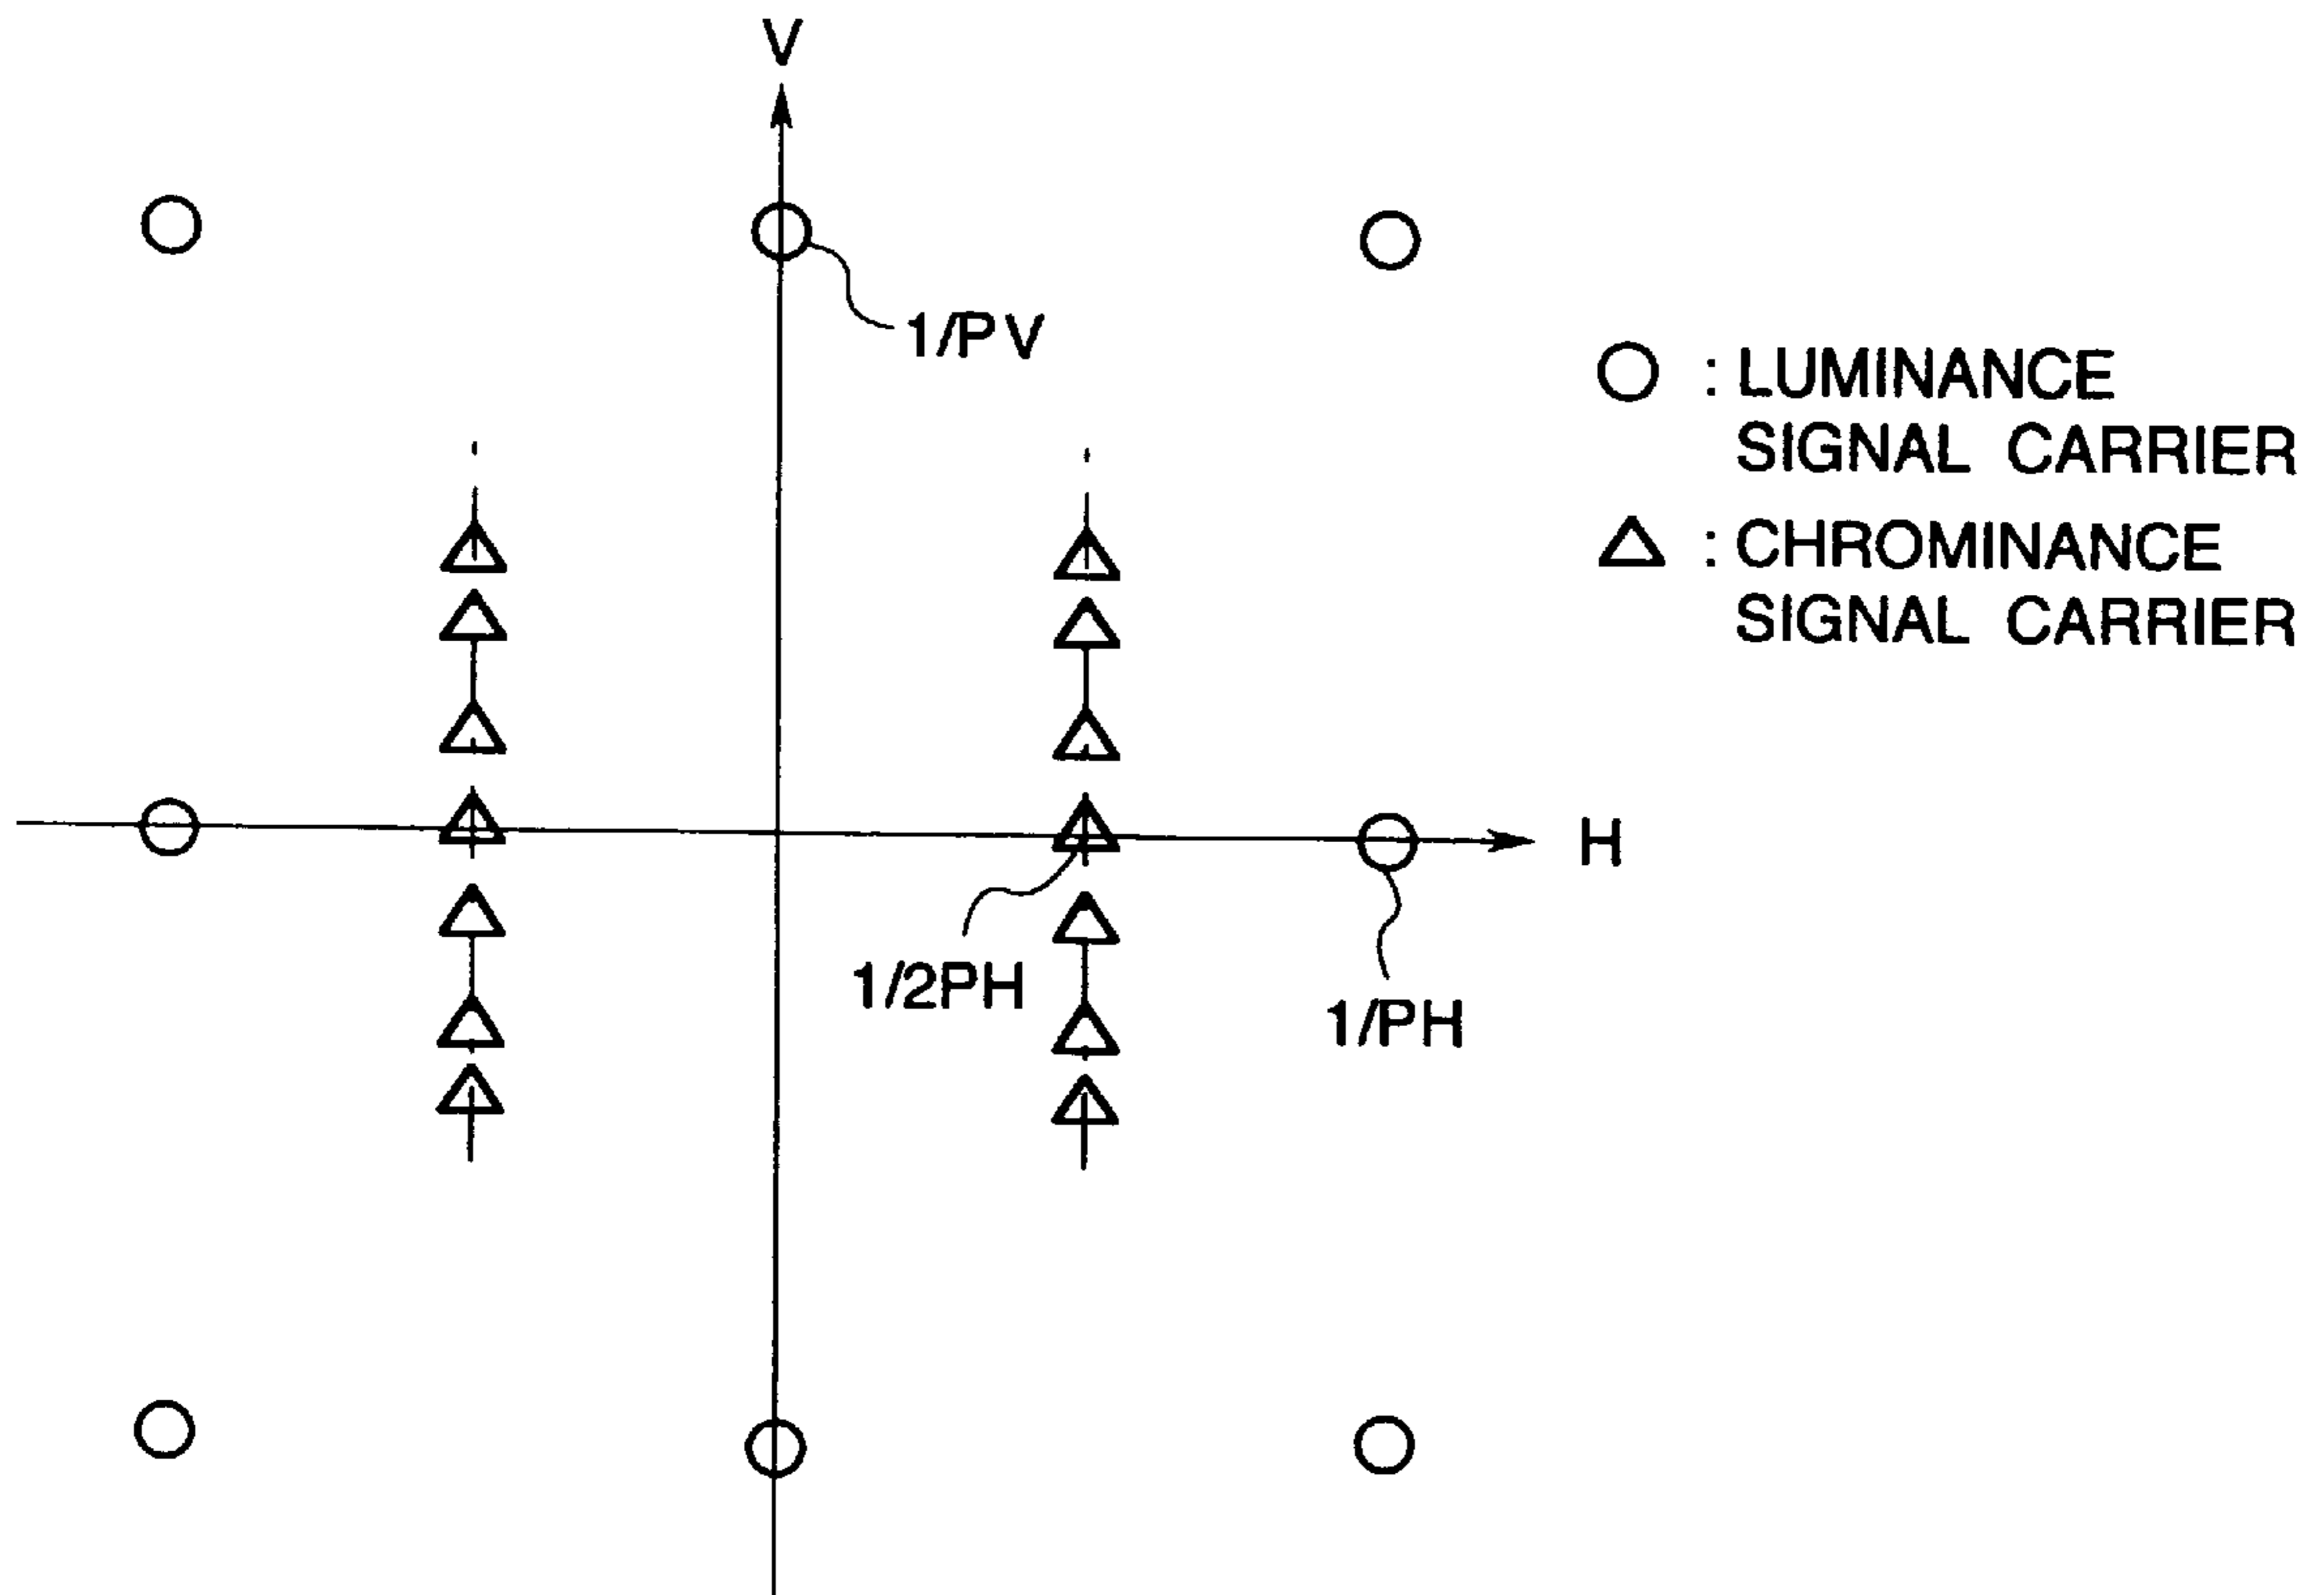 V
1/PV
: LUMINANCE
SIGNAL CARRIER
: CHROMINANCE
SIGNAL CARRIER
H
1/2PH
1/PH